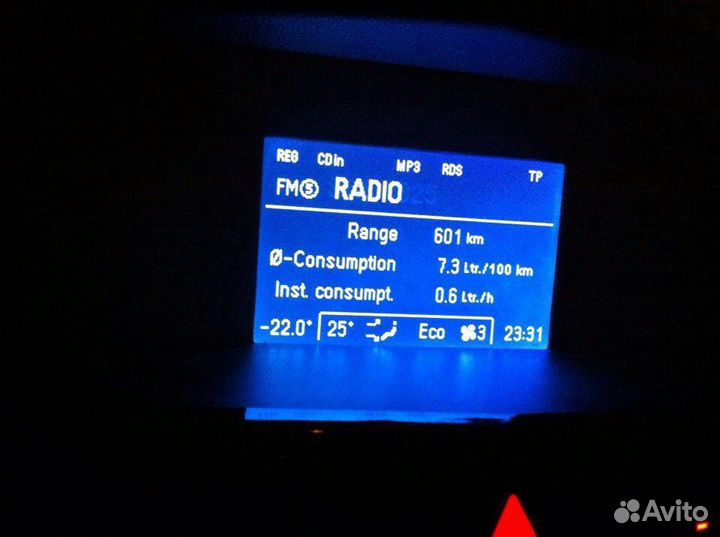 REG CDIn MP3 RDS TP
FM⑤ RADIO
Range 601 km
Ø-Consumption 7.3 Ltr./100 km
Inst. consumpt. 0.6 Ltr./h
-22.0° 25° Eco 3 23:31
Avito